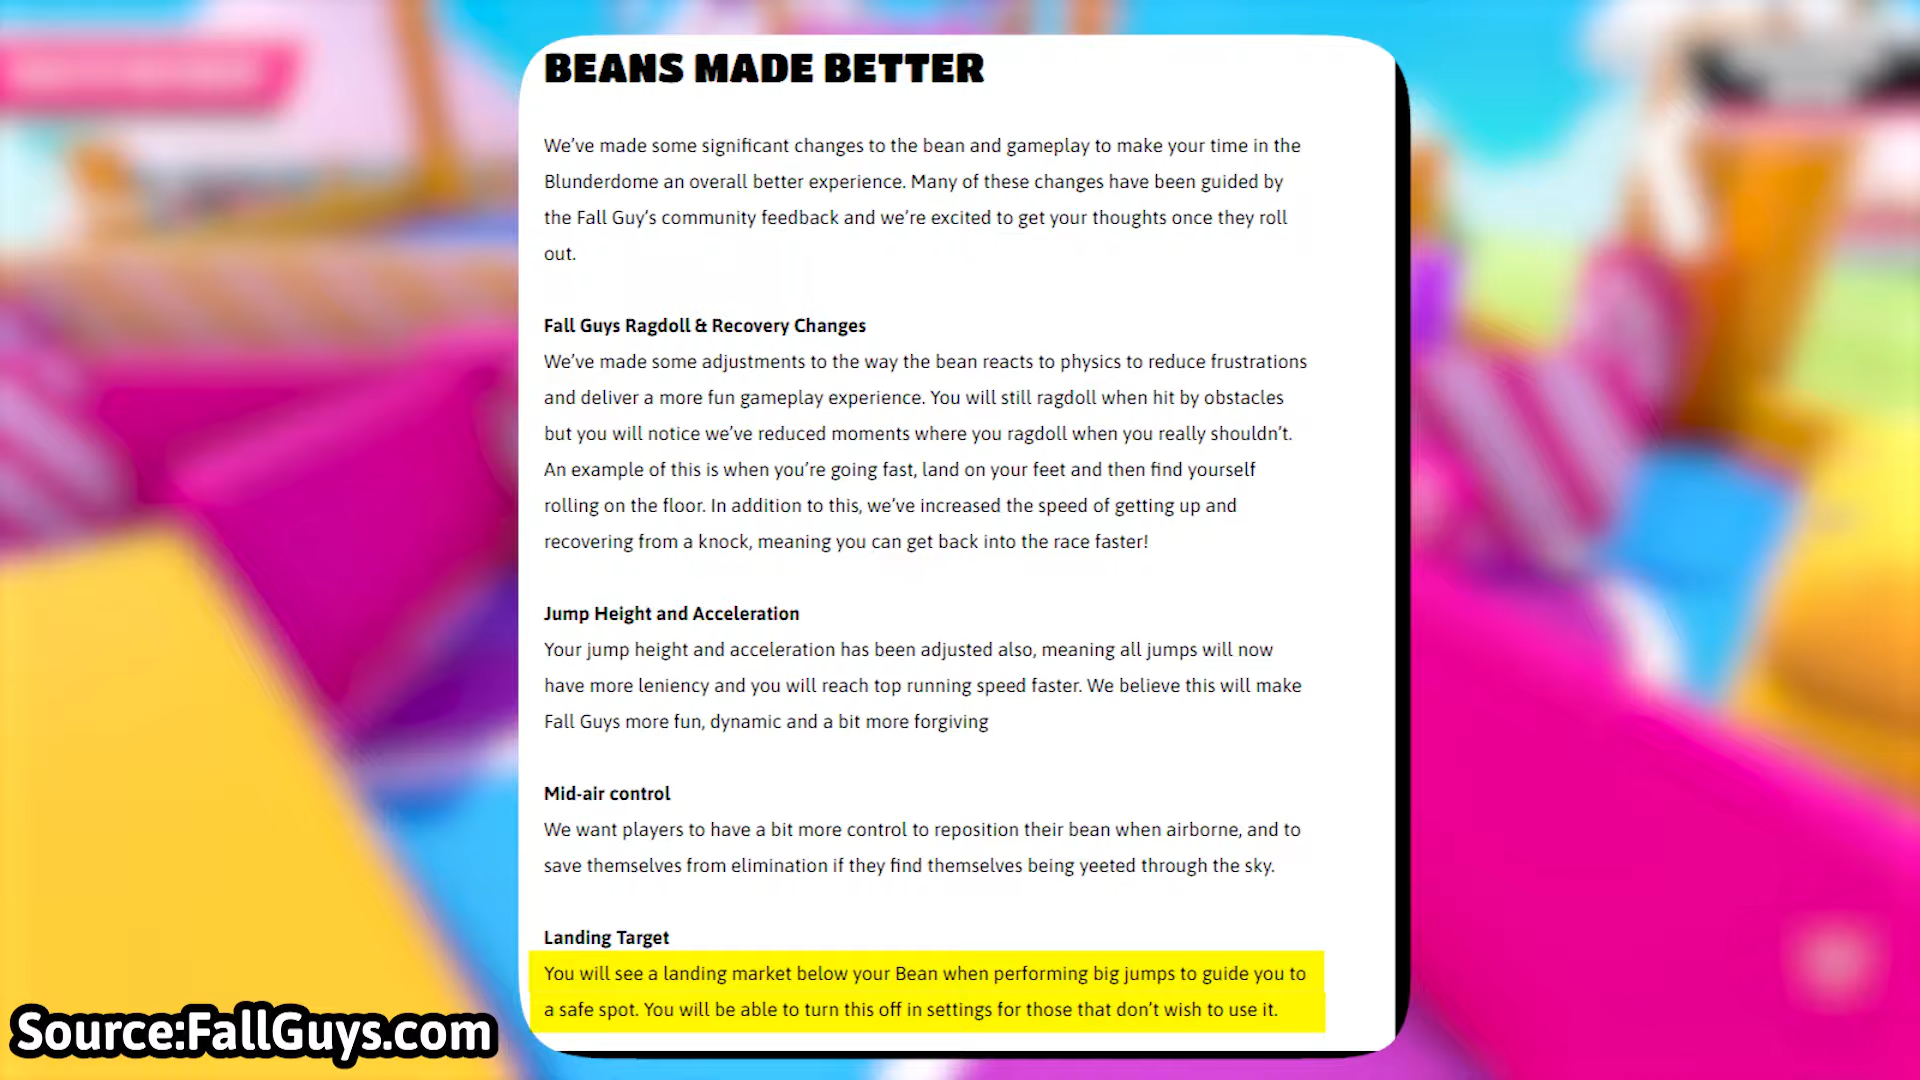 BEANS MADE BETTER
We’ve made some significant changes to the bean and gameplay to make your time in the
Blunderdome an overall better experience. Many of these changes have been guided by
the Fall Guy’s community feedback and we’re excited to get your thoughts once they roll
out.
Fall Guys Ragdoll & Recovery Changes
We’ve made some adjustments to the way the bean reacts to physics to reduce frustrations
and deliver a more fun gameplay experience. You will still ragdoll when hit by obstacles
but you will notice we’ve reduced moments where you ragdoll when you really shouldn’t.
An example of this is when you’re going fast, land on your feet and then find yourself
rolling on the floor. In addition to this, we’ve increased the speed of getting up and
recovering from a knock, meaning you can get back into the race faster!
Jump Height and Acceleration
Your jump height and acceleration has been adjusted also, meaning all jumps will now
have more leniency and you will reach top running speed faster. We believe this will make
Fall Guys more fun, dynamic and a bit more forgiving
Mid-air control
We want players to have a bit more control to reposition their bean when airborne, and to
save themselves from elimination if they find themselves being yeeted through the sky.
Landing Target
You will see a landing market below your Bean when performing big jumps to guide you to
a safe spot. You will be able to turn this off in settings for those that don’t wish to use it.
Source:FallGuys.com